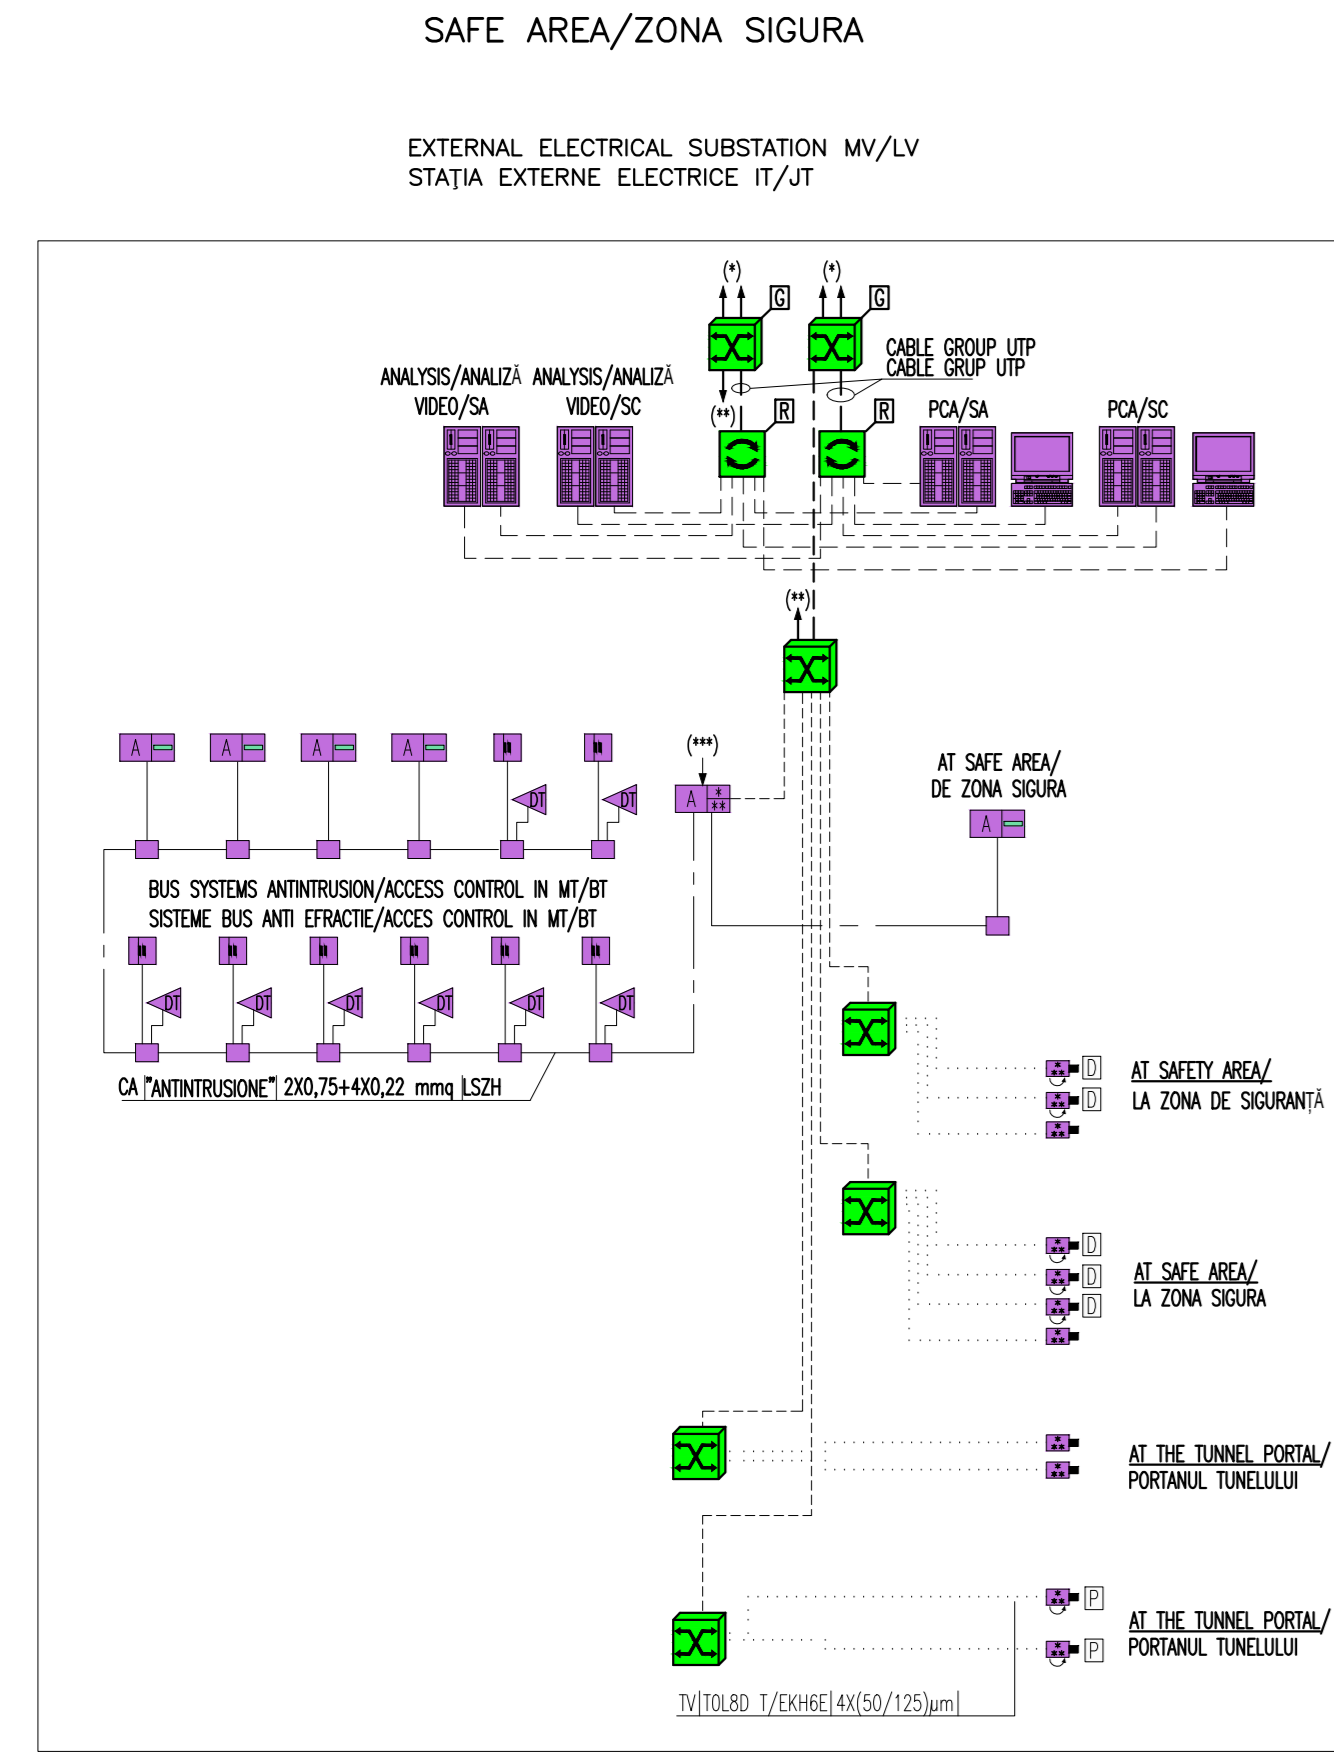 SAFE AREA/ZONA SIGURA
EXTERNAL ELECTRICAL SUBSTATION MV/LV
STAŢIA EXTERNE ELECTRICE IT/JT
(*) (*)
G G
CABLE GROUP UTP
CABLE GRUP UTP
ANALYSIS/ANALIZĂ ANALYSIS/ANALIZĂ
VIDEO/SA VIDEO/SC (**) R R PCA/SA PCA/SC
(**)
A A A A
(***)
AT SAFE AREA/
DE ZONA SIGURA
DT DT A * **
A
BUS SYSTEMS ANTINTRUSION/ACCESS CONTROL IN MT/BT
SISTEME BUS ANTI EFRACTIE/ACCES CONTROL IN MT/BT
DT DT DT DT DT DT
CA "ANTINTRUSIONE" 2X0,75+4X0,22 mmq LSZH
* ** D
AT SAFETY AREA/
* ** D
LA ZONA DE SIGURANȚĂ
* **
* ** D
* ** D
AT SAFE AREA/
LA ZONA SIGURA
* ** D
* **
* **
AT THE TUNNEL PORTAL/
* **
PORTANUL TUNELULUI
* ** P
AT THE TUNNEL PORTAL/
PORTANUL TUNELULUI
* ** P
TV TOL8D T/EKH6E 4X(50/125)µm